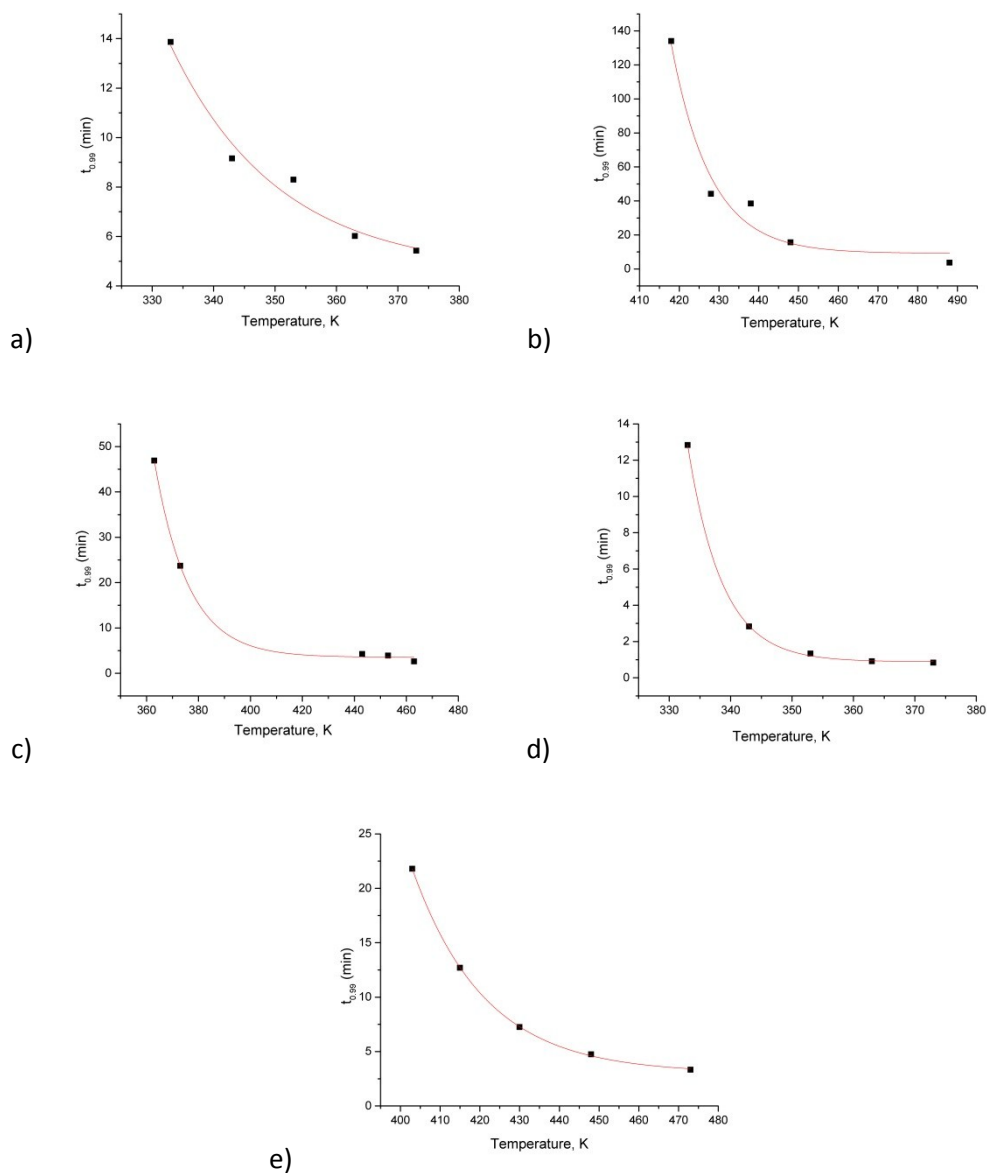 14
12
10
8
6
4
t0.99 (min)
330 340 350 360 370 380
Temperature, K
a)
140
120
100
80
60
40
20
0
t0.99 (min)
410 420 430 440 450 460 470 480 490
Temperature, K
b)
50
40
30
20
10
0
t0.99 (min)
360 380 400 420 440 460 480
Temperature, K
c)
14
12
10
8
6
4
2
0
t0.99 (min)
330 340 350 360 370 380
Temperature, K
d)
25
20
15
10
5
0
t0.99 (min)
400 410 420 430 440 450 460 470 480
Temperature, K
e)